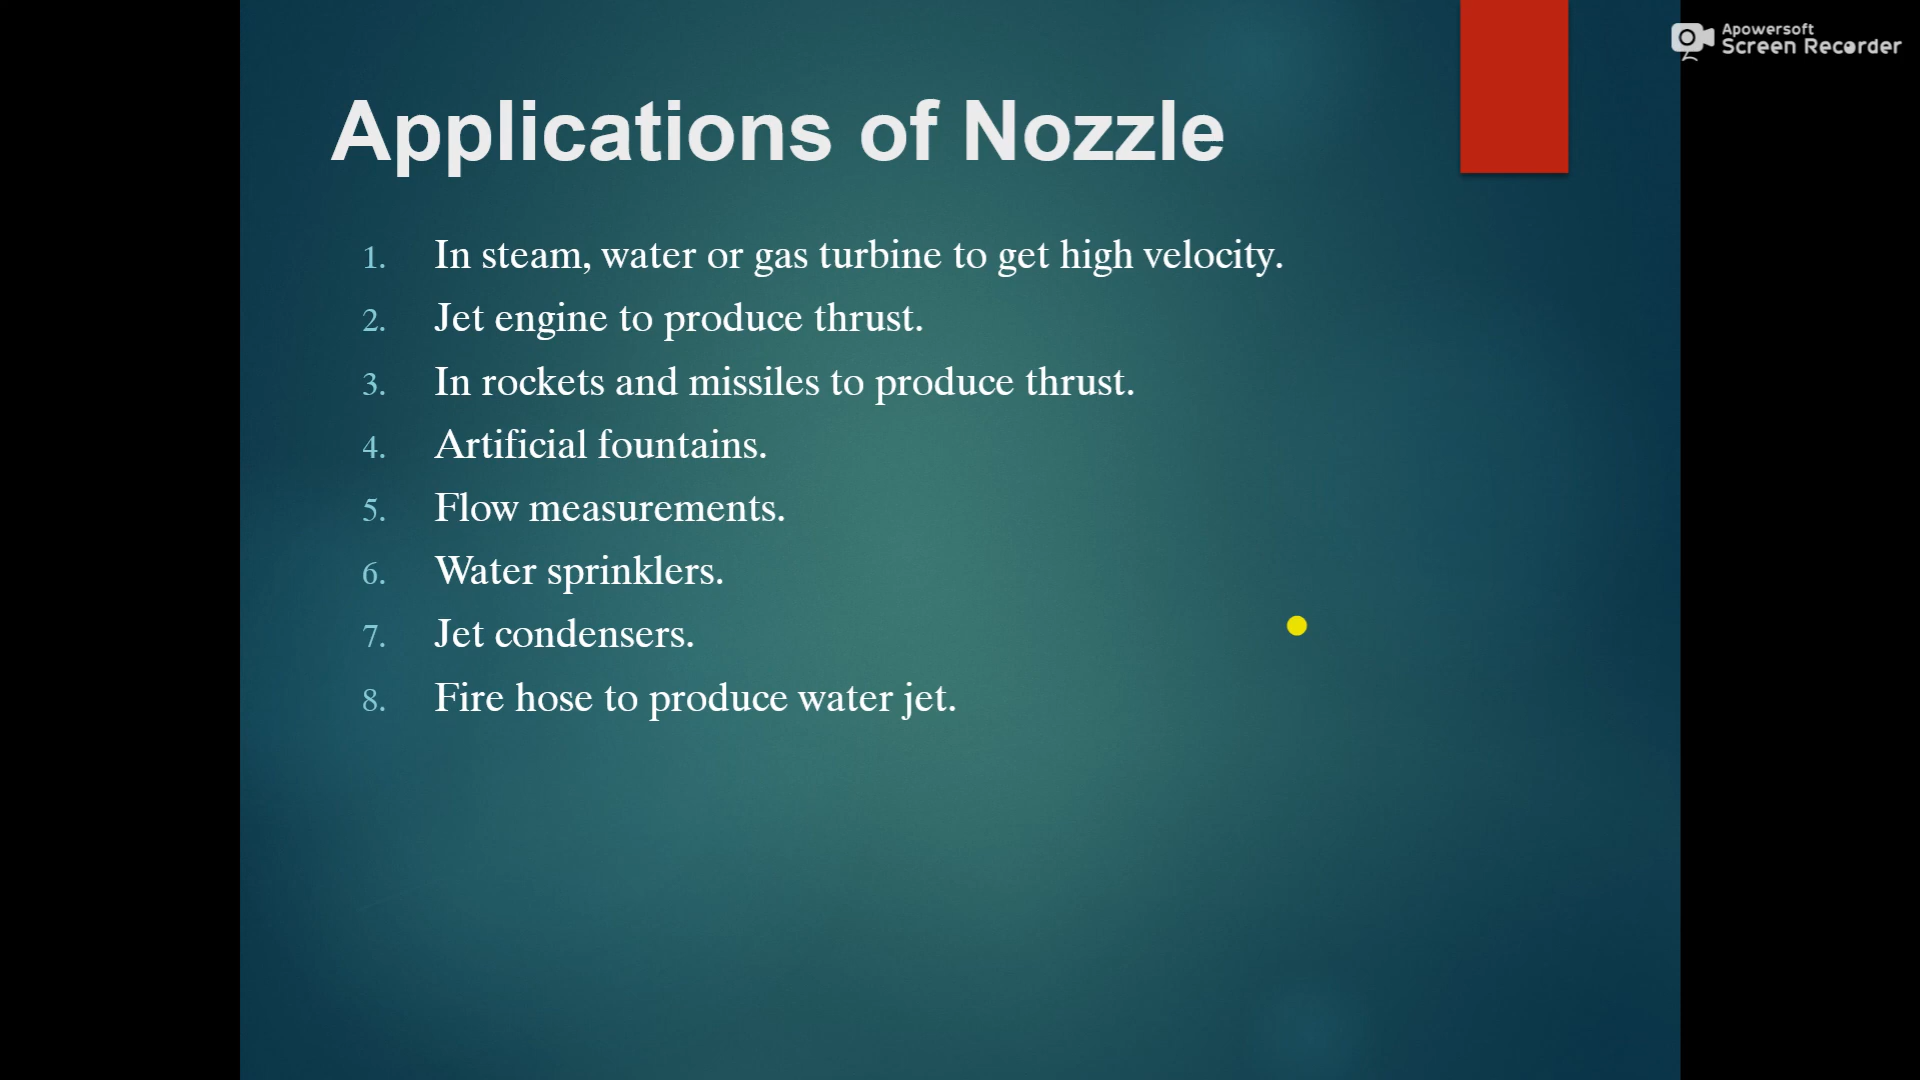 Apowersoft
Screen Recorder
Applications of Nozzle
1. In steam, water or gas turbine to get high velocity.
2. Jet engine to produce thrust.
3. In rockets and missiles to produce thrust.
4. Artificial fountains.
5. Flow measurements.
6. Water sprinklers.
7. Jet condensers.
8. Fire hose to produce water jet.